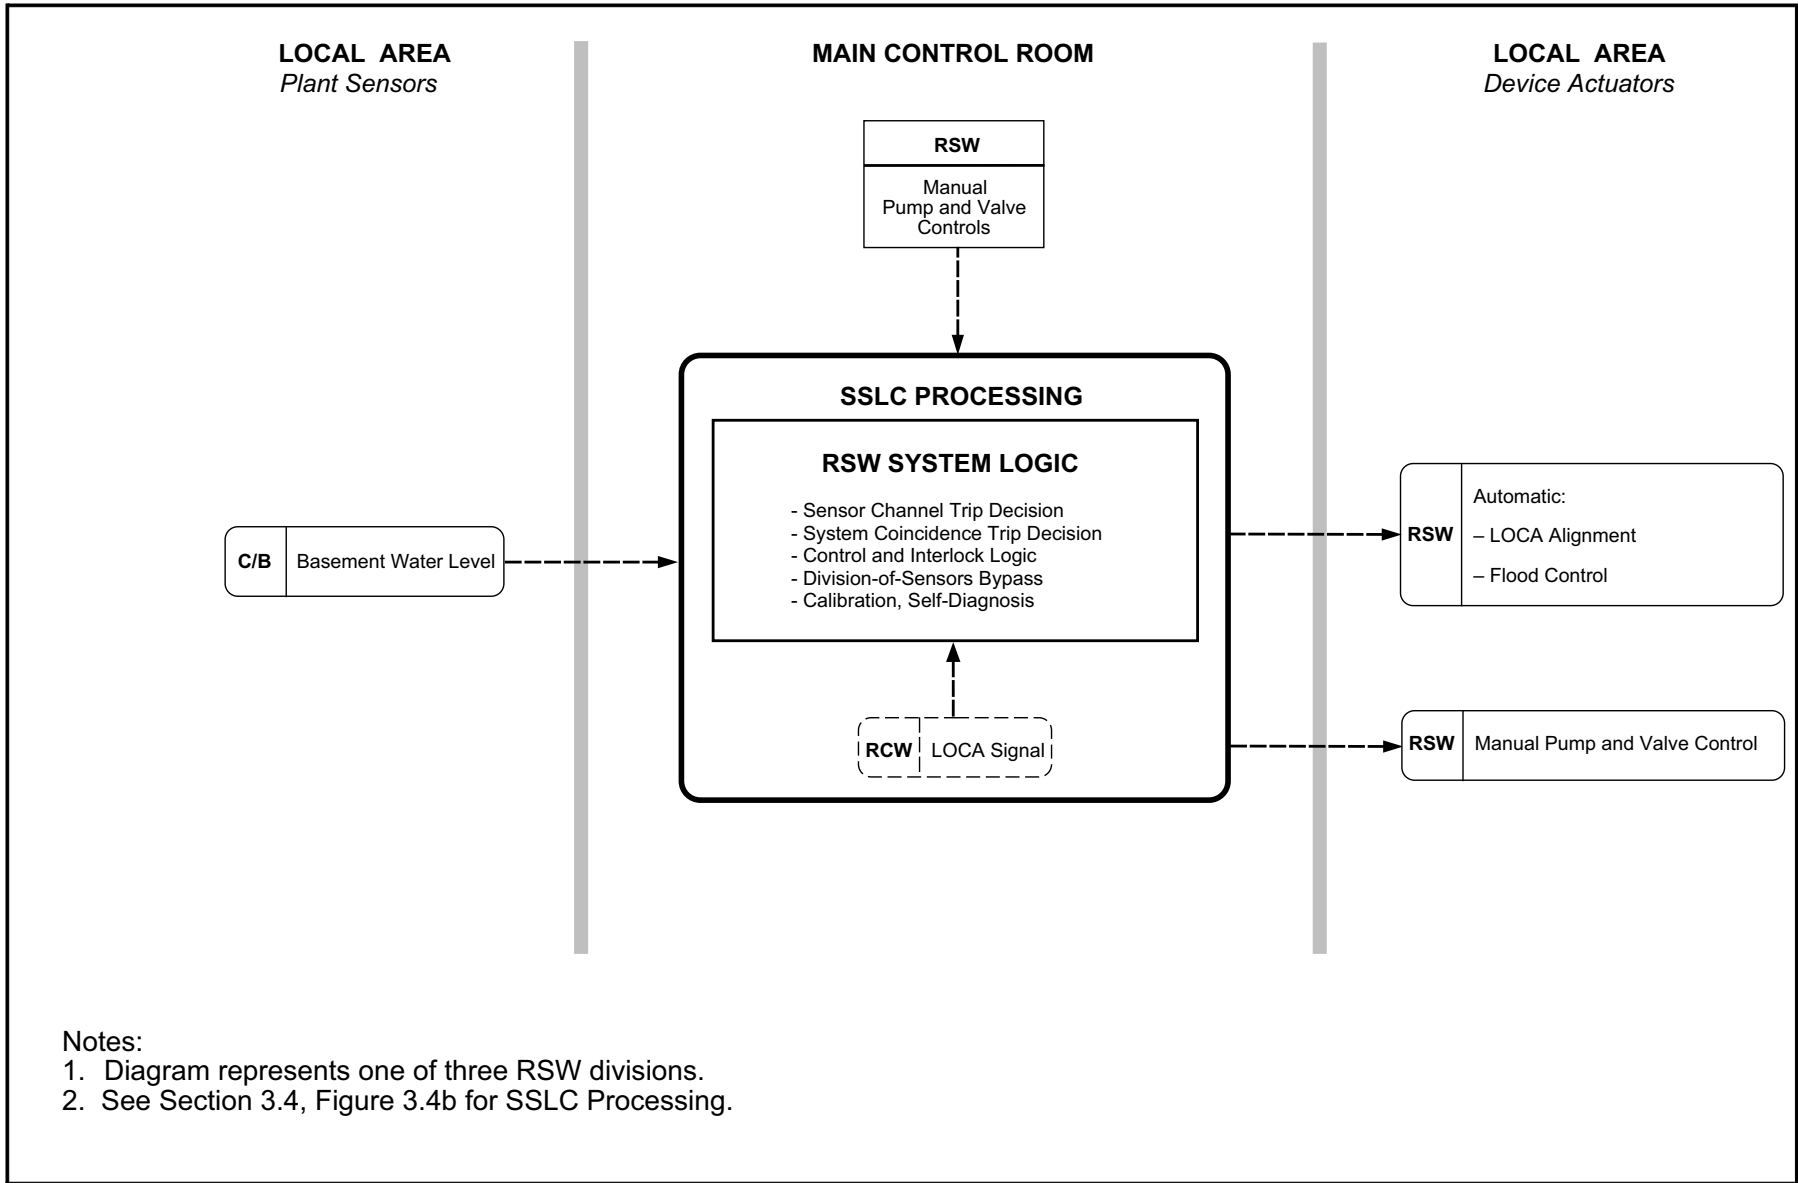 LOCAL AREA
Plant Sensors
MAIN CONTROL ROOM
LOCAL AREA
Device Actuators
RSW
Manual
Pump and Valve
Controls
SSLC PROCESSING
RSW SYSTEM LOGIC
- Sensor Channel Trip Decision
- System Coincidence Trip Decision
- Control and Interlock Logic
- Division-of-Sensors Bypass
- Calibration, Self-Diagnosis
C/B Basement Water Level
RSW
Automatic:
– LOCA Alignment
– Flood Control
RCW LOCA Signal
RSW Manual Pump and Valve Control
Notes:
1. Diagram represents one of three RSW divisions.
2. See Section 3.4, Figure 3.4b for SSLC Processing.